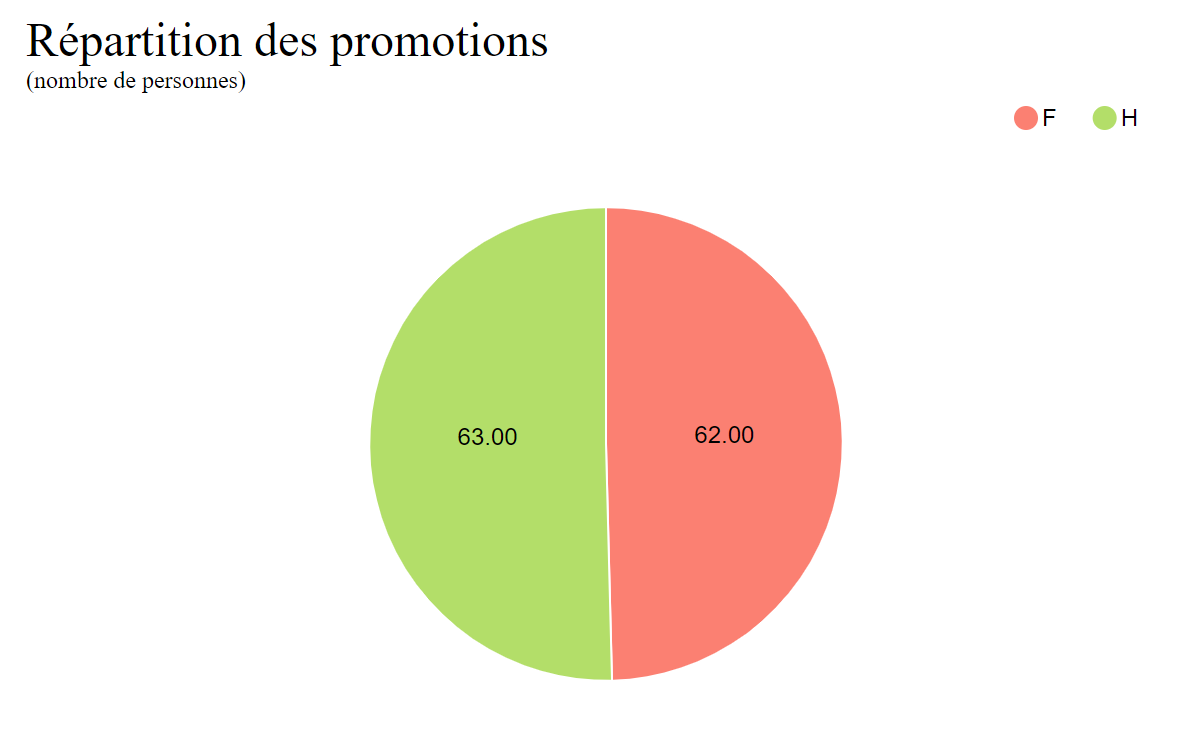 Répartition des promotions
(nombre de personnes)
F H
63.00 62.00